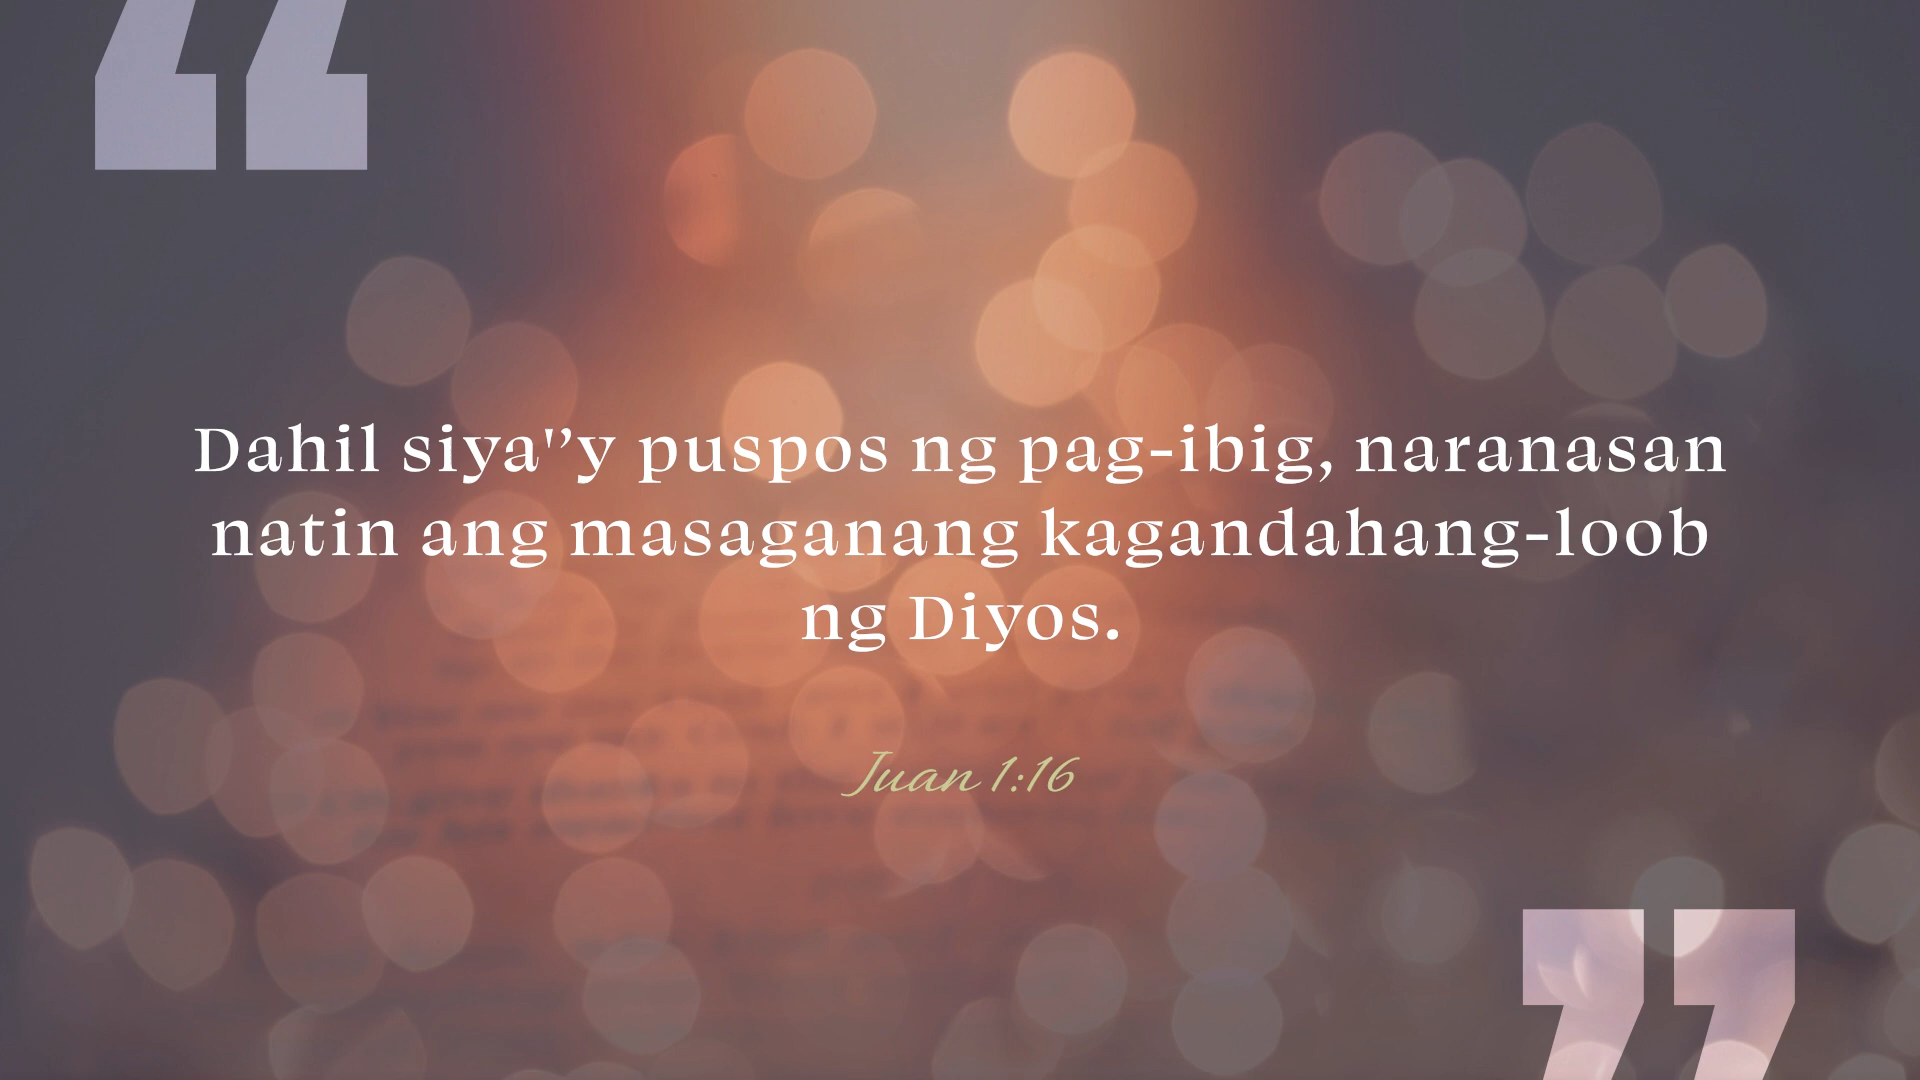 “
Dahil siya'’y puspos ng pag-ibig, naranasan
natin ang masaganang kagandahang-loob
ng Diyos.
Juan 1:16
”